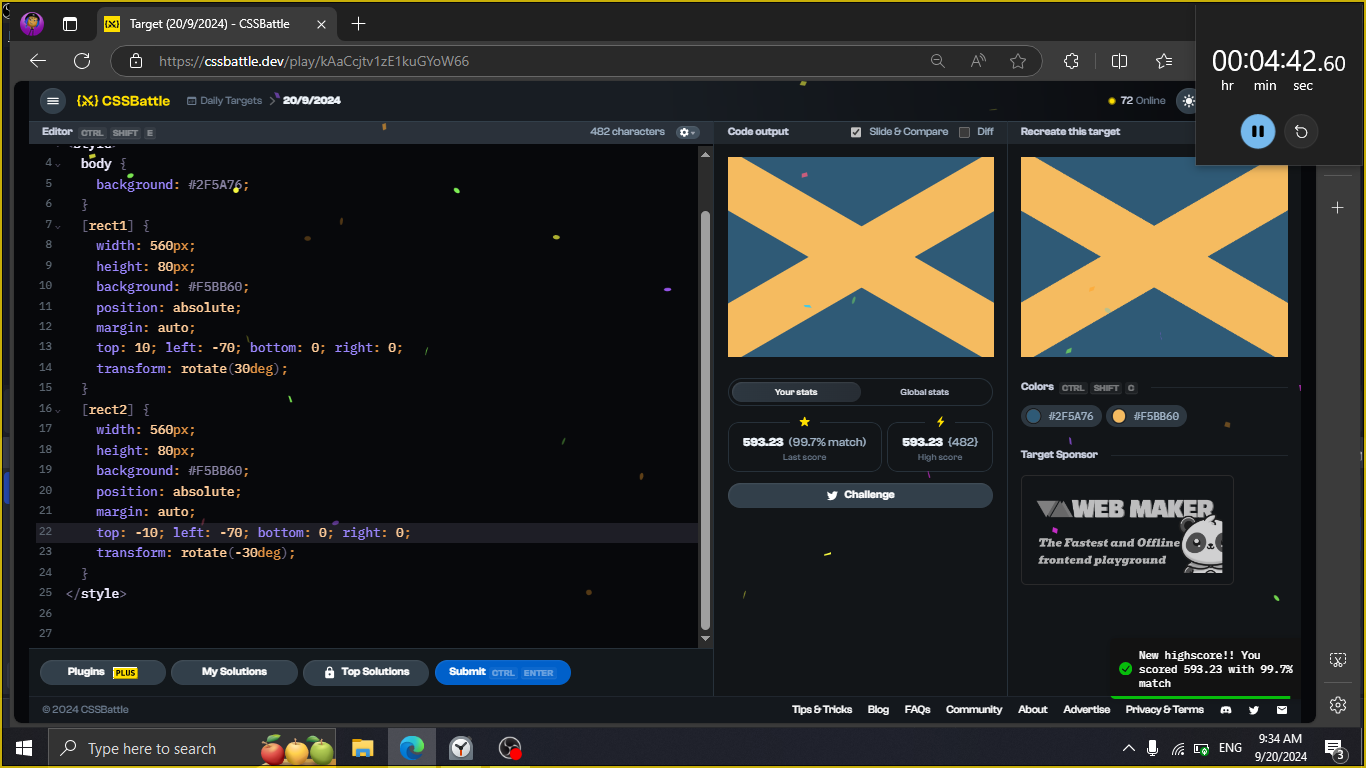 Target (20/9/2024) - CSSBattle
https://cssbattle.dev/play/kAaCcjtv1zE1kuGYoW66
00:04:42.60
hr min sec
{X} CSSBattle
Daily Targets > 20/9/2024
72 Online
Editor CTRL SHIFT E
482 characters
Code output
Slide & Compare
Diff
Recreate this target
4 body {
5 background: #2F5A76;
6 }
7 [rect1] {
8 width: 560px;
9 height: 80px;
10 background: #F5BB60;
11 position: absolute;
12 margin: auto;
13 top: 10; left: -70; bottom: 0; right: 0;
14 transform: rotate(30deg);
15 }
16 [rect2] {
17 width: 560px;
18 height: 80px;
19 background: #F5BB60;
20 position: absolute;
21 margin: auto;
22 top: -10; left: -70; bottom: 0; right: 0;
23 transform: rotate(-30deg);
24 }
25 </style>
26
27
Your stats
Global stats
593.23 (99.7% match)
Last score
593.23 {482}
High score
Challenge
Colors CTRL SHIFT C
#2F5A76
#F5BB60
Target Sponsor
WEB MAKER
The Fastest and Offline
frontend playground
New highscore!! You
scored 593.23 with 99.7%
match
Plugins PLUS
My Solutions
Top Solutions
Submit CTRL ENTER
© 2024 CSSBattle
Tips & Tricks
Blog
FAQs
Community
About
Advertise
Privacy & Terms
Type here to search
ENG
9:34 AM
9/20/2024
3